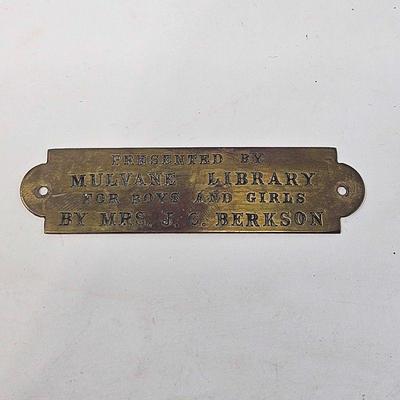 PRESENTED BY
MULVANE LIBRARY
FOR BOYS AND GIRLS
BY MRS. J. C. BERKSON